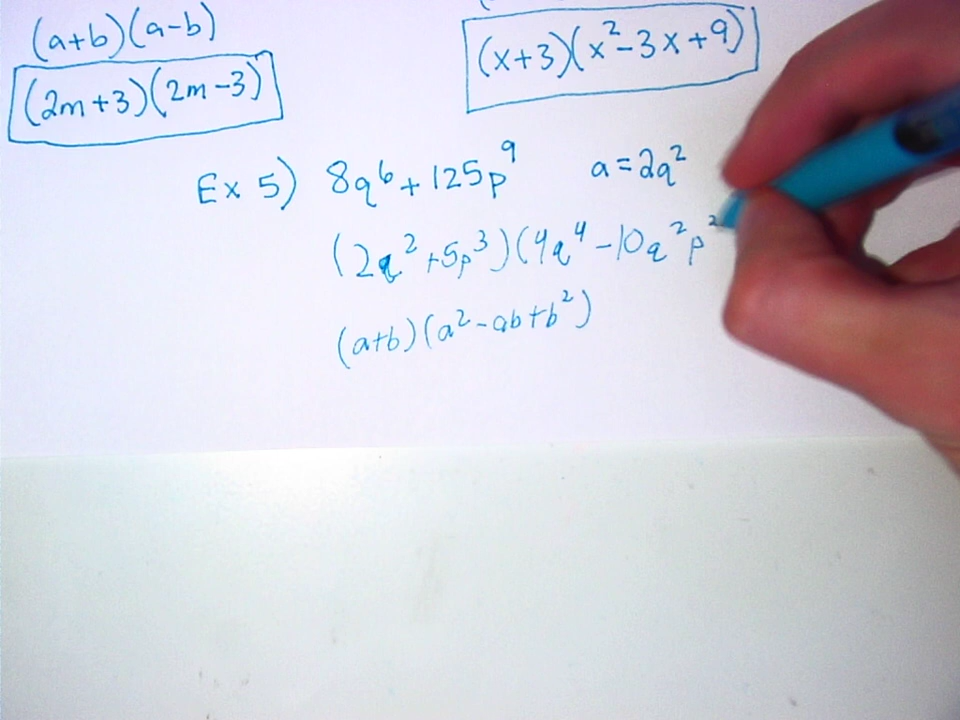 (a+b)(a-b)
(2m+3)(2m-3)
(x+3)(x²-3x+9)
Ex 5) 8q⁶+125p⁹ a=2q²
(2q²+5p³)(4q⁴-10q²p
(a+b)(a²-ab+b²)